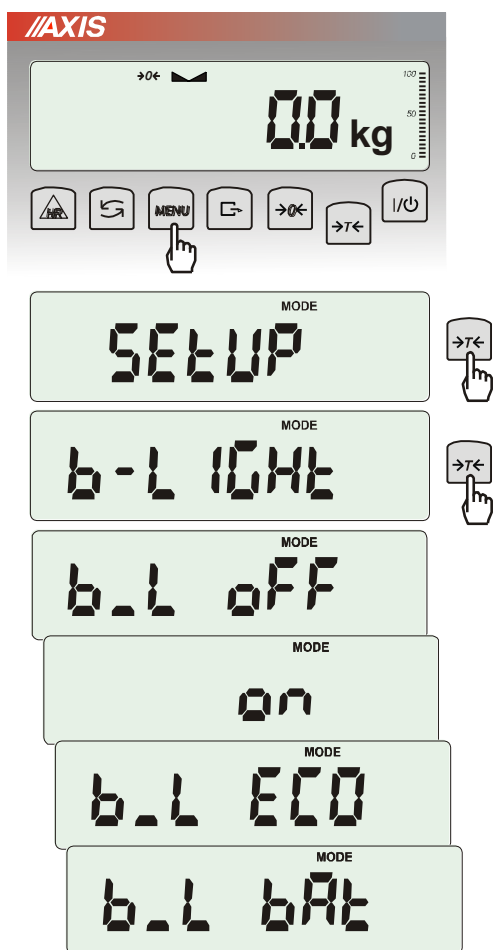 //AXIS
→0←
0.0 kg
100
50
0
HR MENU →0← →T← I/⏻
MODE
SEtUP
→T←
MODE
b-LIGHt
→T←
MODE
b_L oFF
MODE
on
MODE
b_L ECO
MODE
b_L bAt